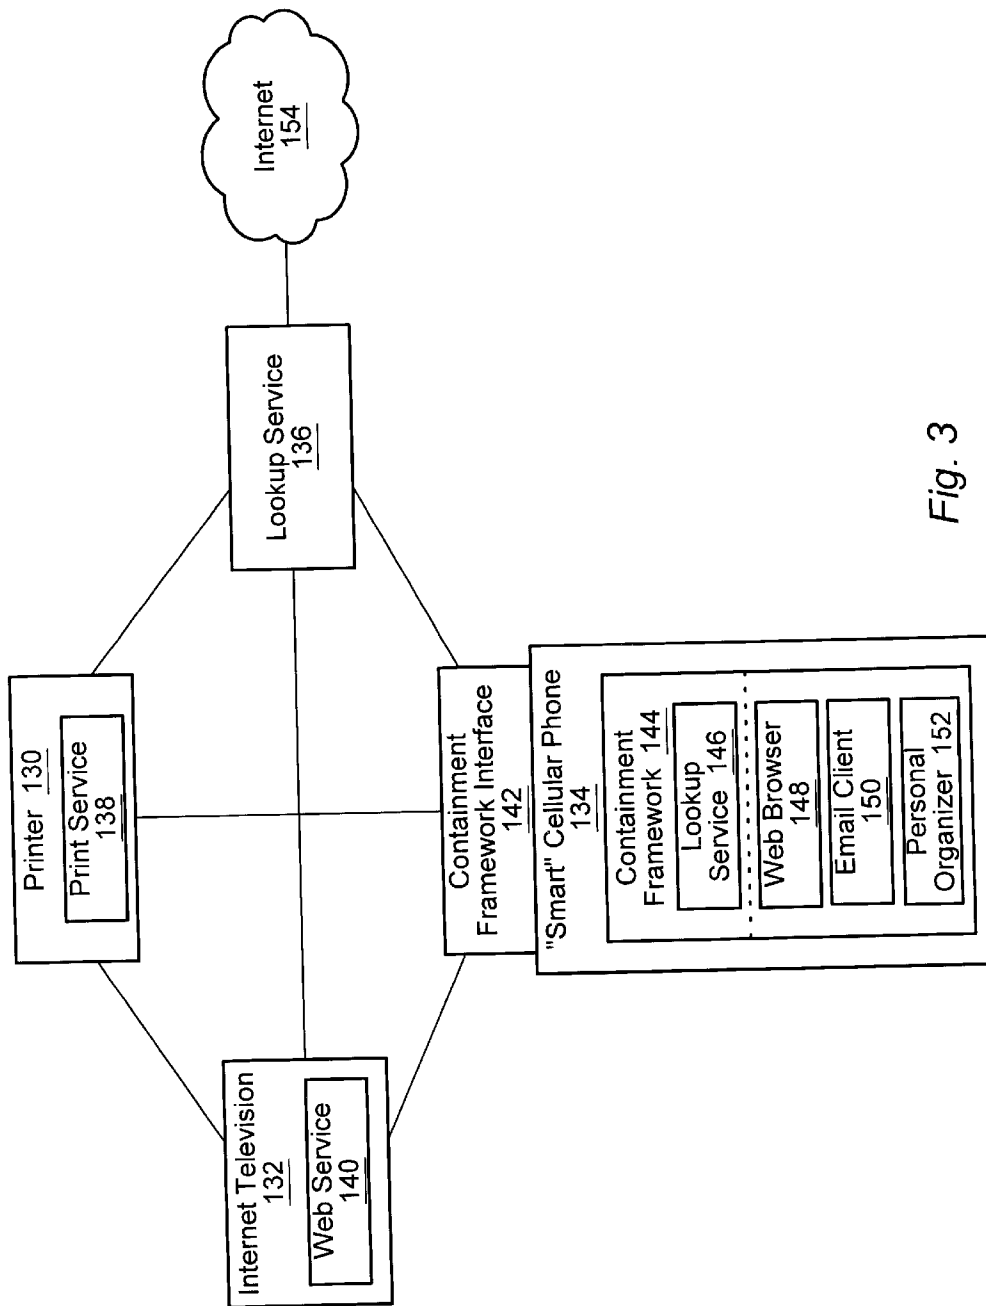 Printer 130
Print Service
138
Internet Television
132
Web Service
140
Lookup Service
136
Internet
154
Containment
Framework Interface
142
"Smart" Cellular Phone
134
Containment
Framework 144
Lookup
Service 146
Web Browser
148
Email Client
150
Personal
Organizer 152
Fig. 3